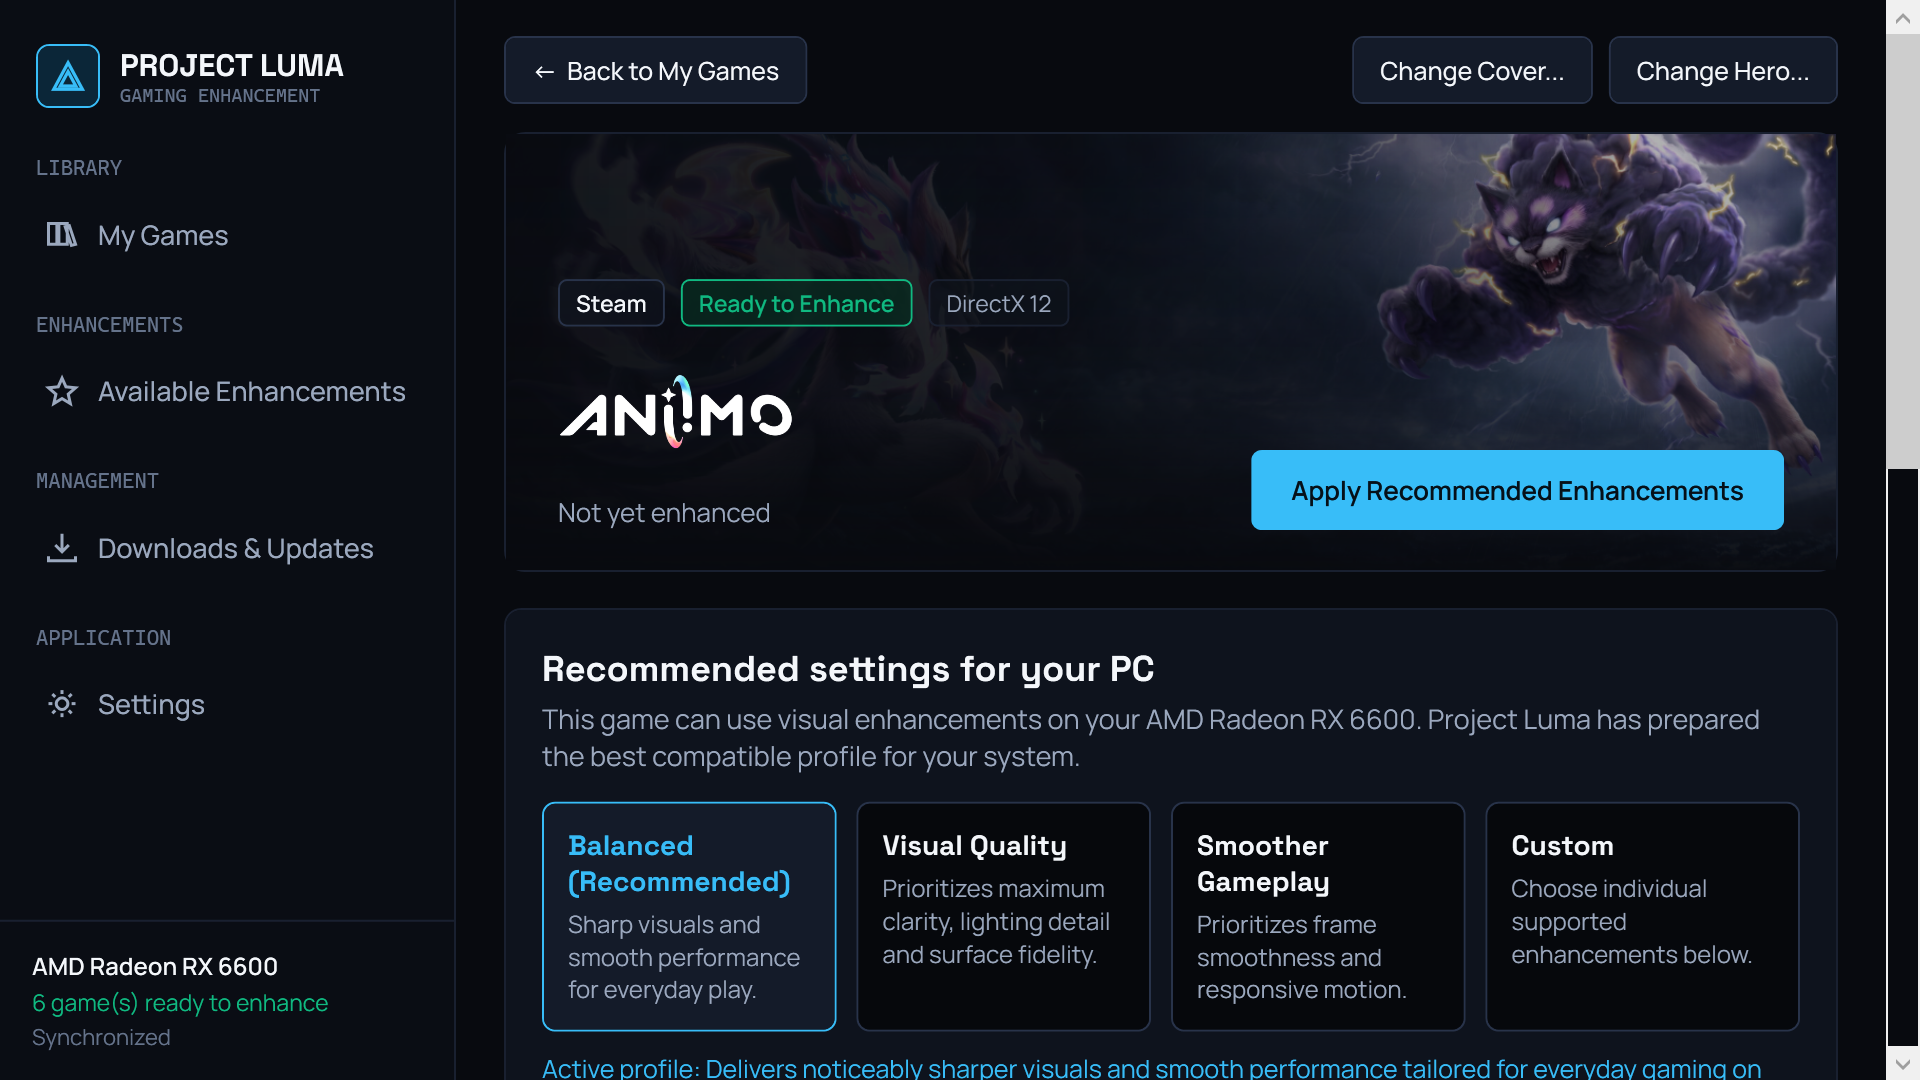 PROJECT LUMA
GAMING ENHANCEMENT
LIBRARY
My Games
ENHANCEMENTS
Available Enhancements
MANAGEMENT
Downloads & Updates
APPLICATION
Settings
AMD Radeon RX 6600
6 game(s) ready to enhance
Synchronized
← Back to My Games
Change Cover...
Change Hero...
Steam
Ready to Enhance
DirectX 12
ANIIMO
Not yet enhanced
Apply Recommended Enhancements
Recommended settings for your PC
This game can use visual enhancements on your AMD Radeon RX 6600. Project Luma has prepared
the best compatible profile for your system.
Balanced
(Recommended)
Sharp visuals and
smooth performance
for everyday play.
Visual Quality
Prioritizes maximum
clarity, lighting detail
and surface fidelity.
Smoother
Gameplay
Prioritizes frame
smoothness and
responsive motion.
Custom
Choose individual
supported
enhancements below.
Active profile: Delivers noticeably sharper visuals and smooth performance tailored for everyday gaming on